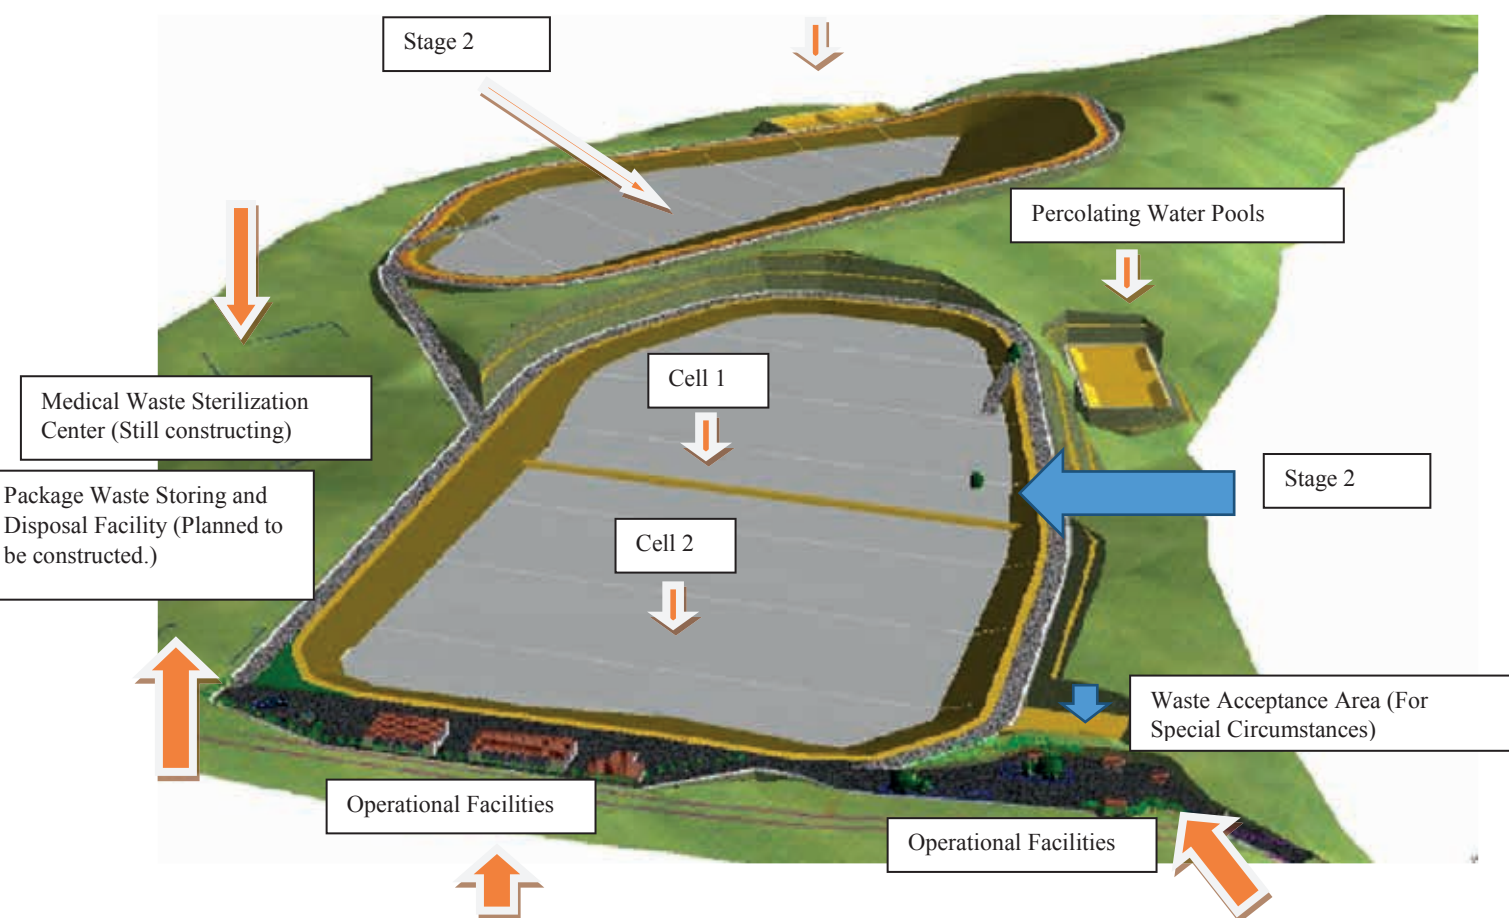 Stage 2
Percolating Water Pools
Cell 1
Medical Waste Sterilization
Center (Still constructing)
Stage 2
Package Waste Storing and
Disposal Facility (Planned to
be constructed.)
Cell 2
Waste Acceptance Area (For
Special Circumstances)
Operational Facilities
Operational Facilities